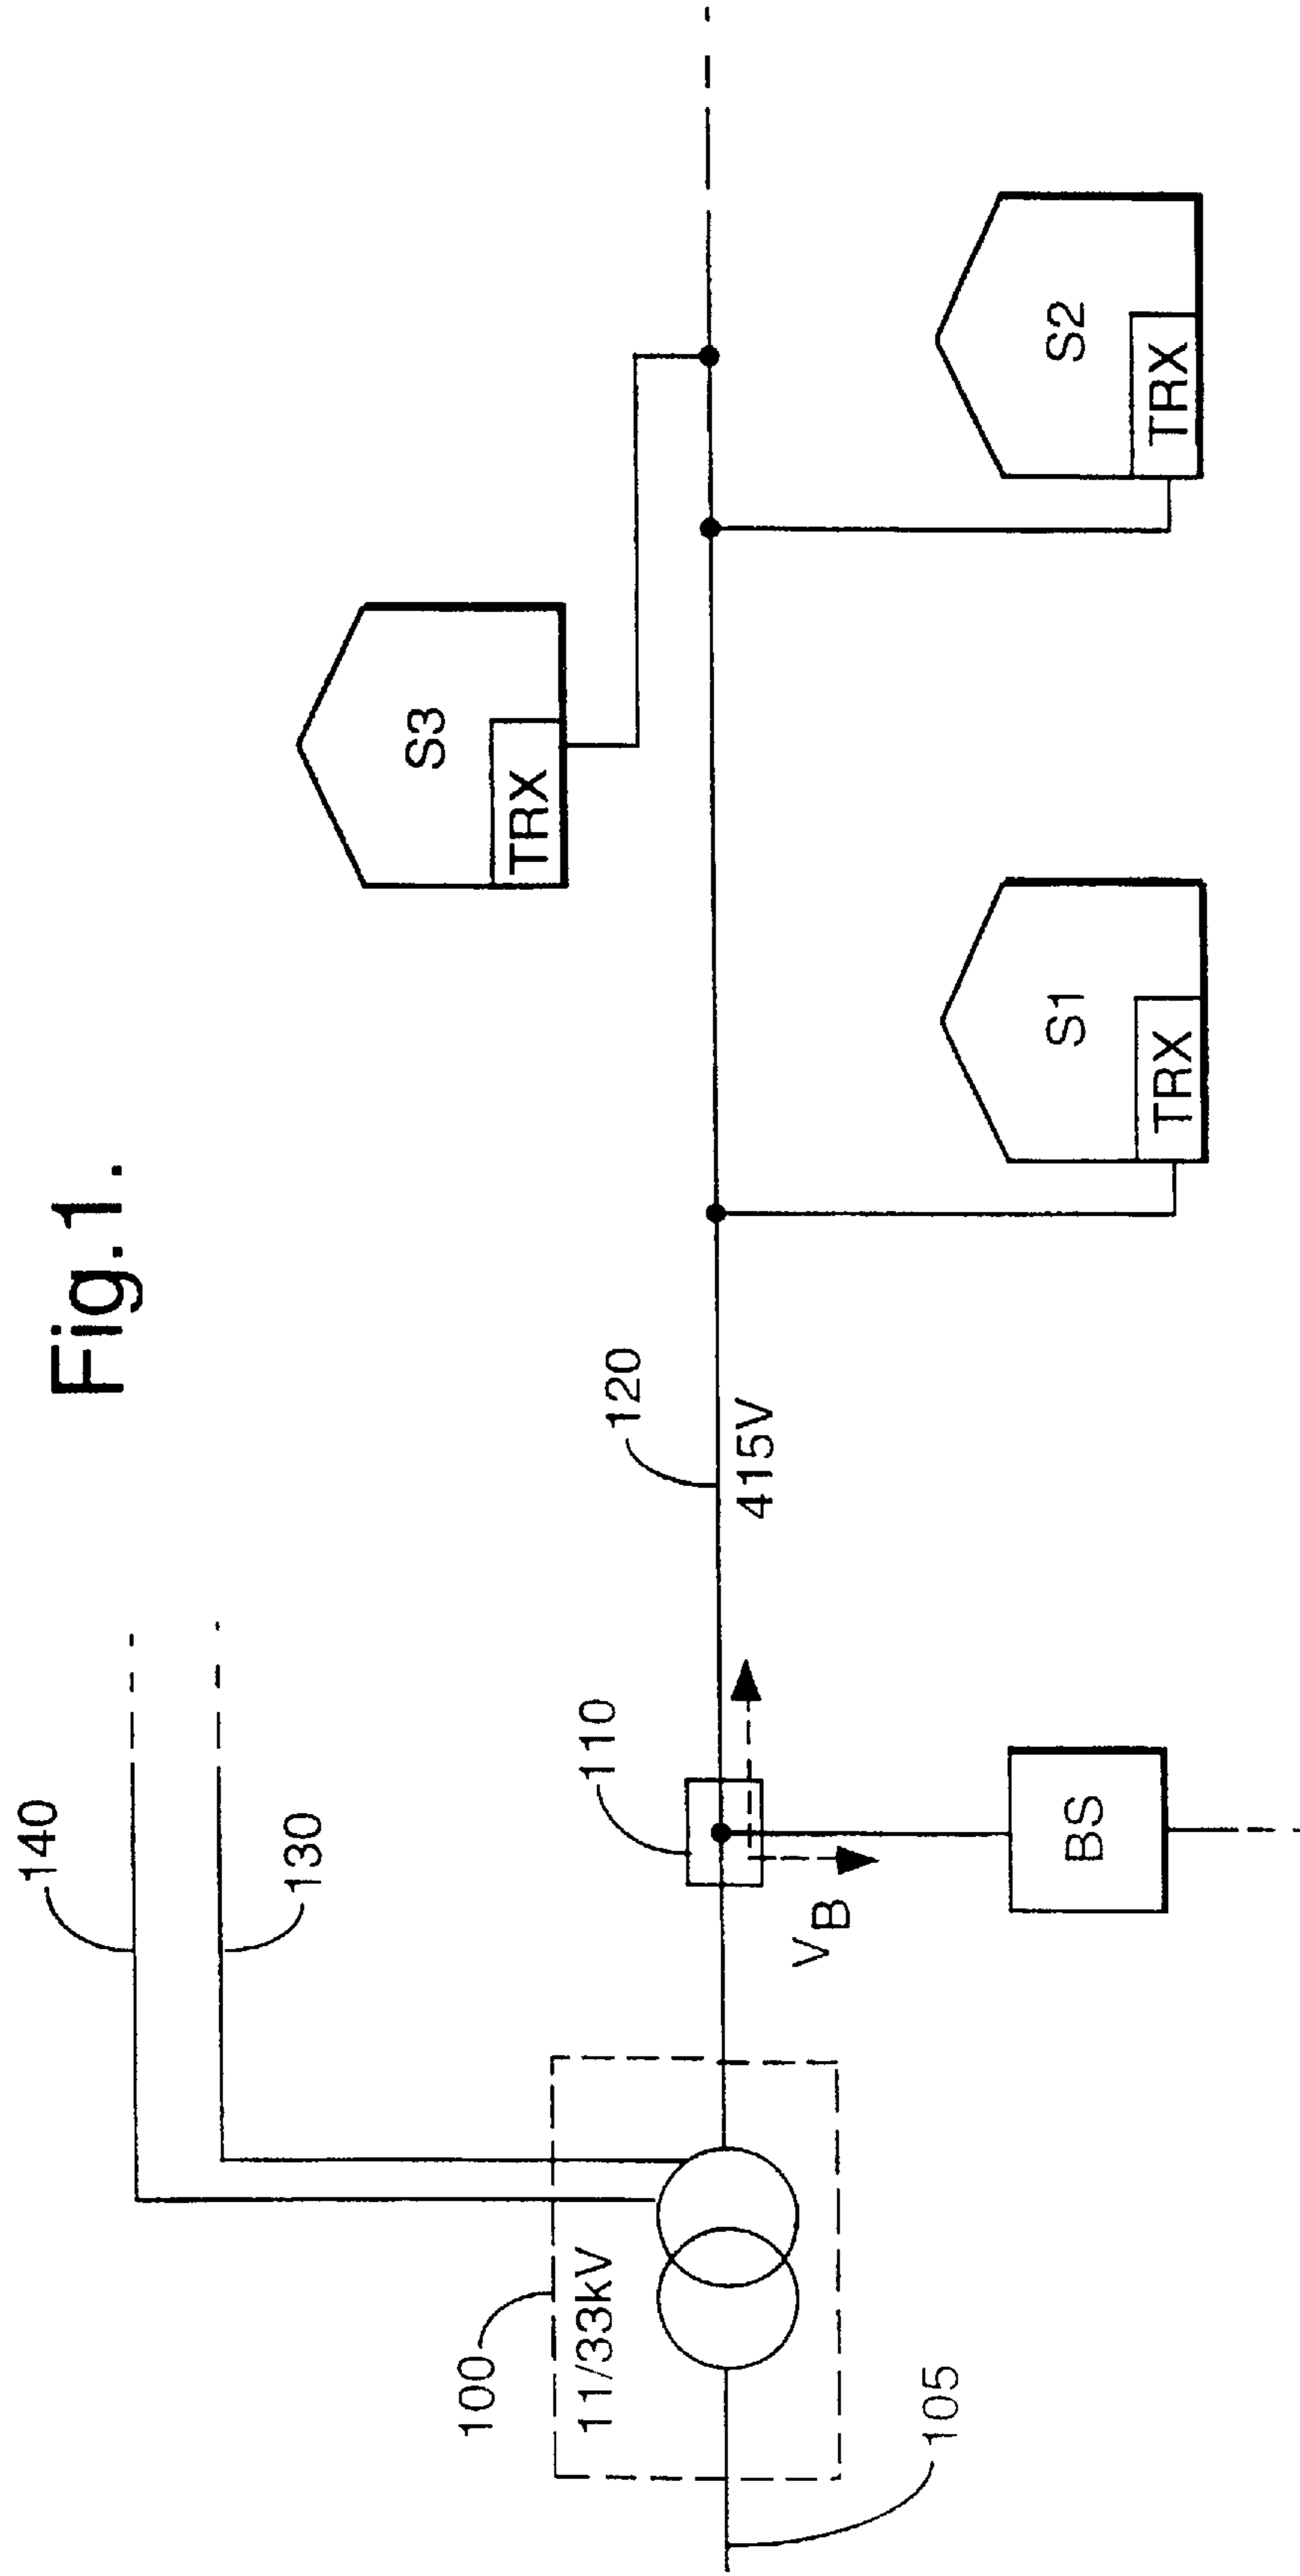 Fig.1.
140
130
100
11/33kV
105
110
V B
BS
120
415V
S3
TRX
S1
TRX
S2
TRX